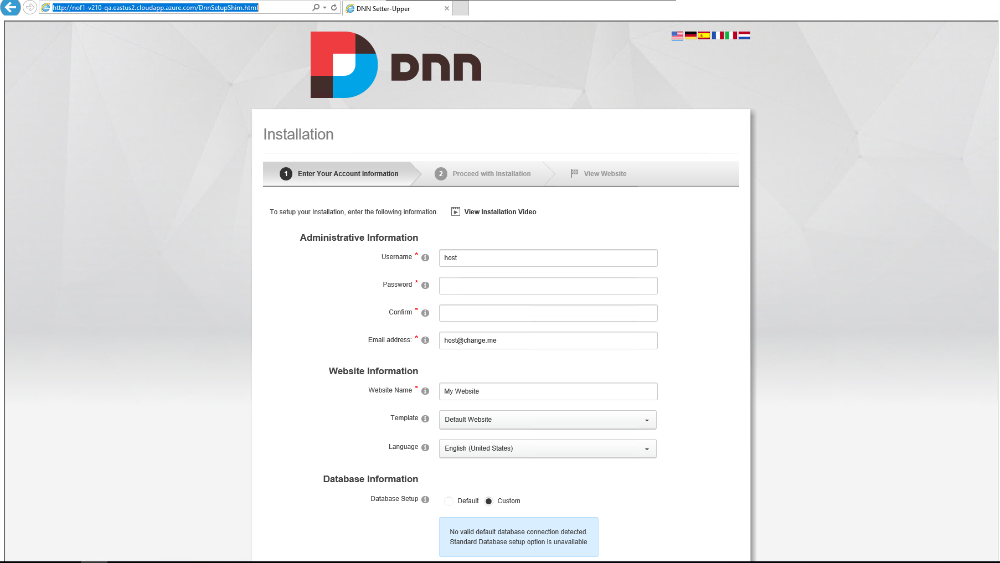 http://nof1-v210-qa.eastus2.cloudapp.azure.com/DnnSetupShim.html
DNN Setter-Upper
DNN
Installation
1 Enter Your Account Information 2 Proceed with Installation View Website
To setup your Installation, enter the following information. View Installation Video
Administrative Information
Username * host
Password *
Confirm *
Email address: * host@change.me
Website Information
Website Name * My Website
Template Default Website
Language English (United States)
Database Information
Database Setup Default Custom
No valid default database connection detected.
Standard Database setup option is unavailable